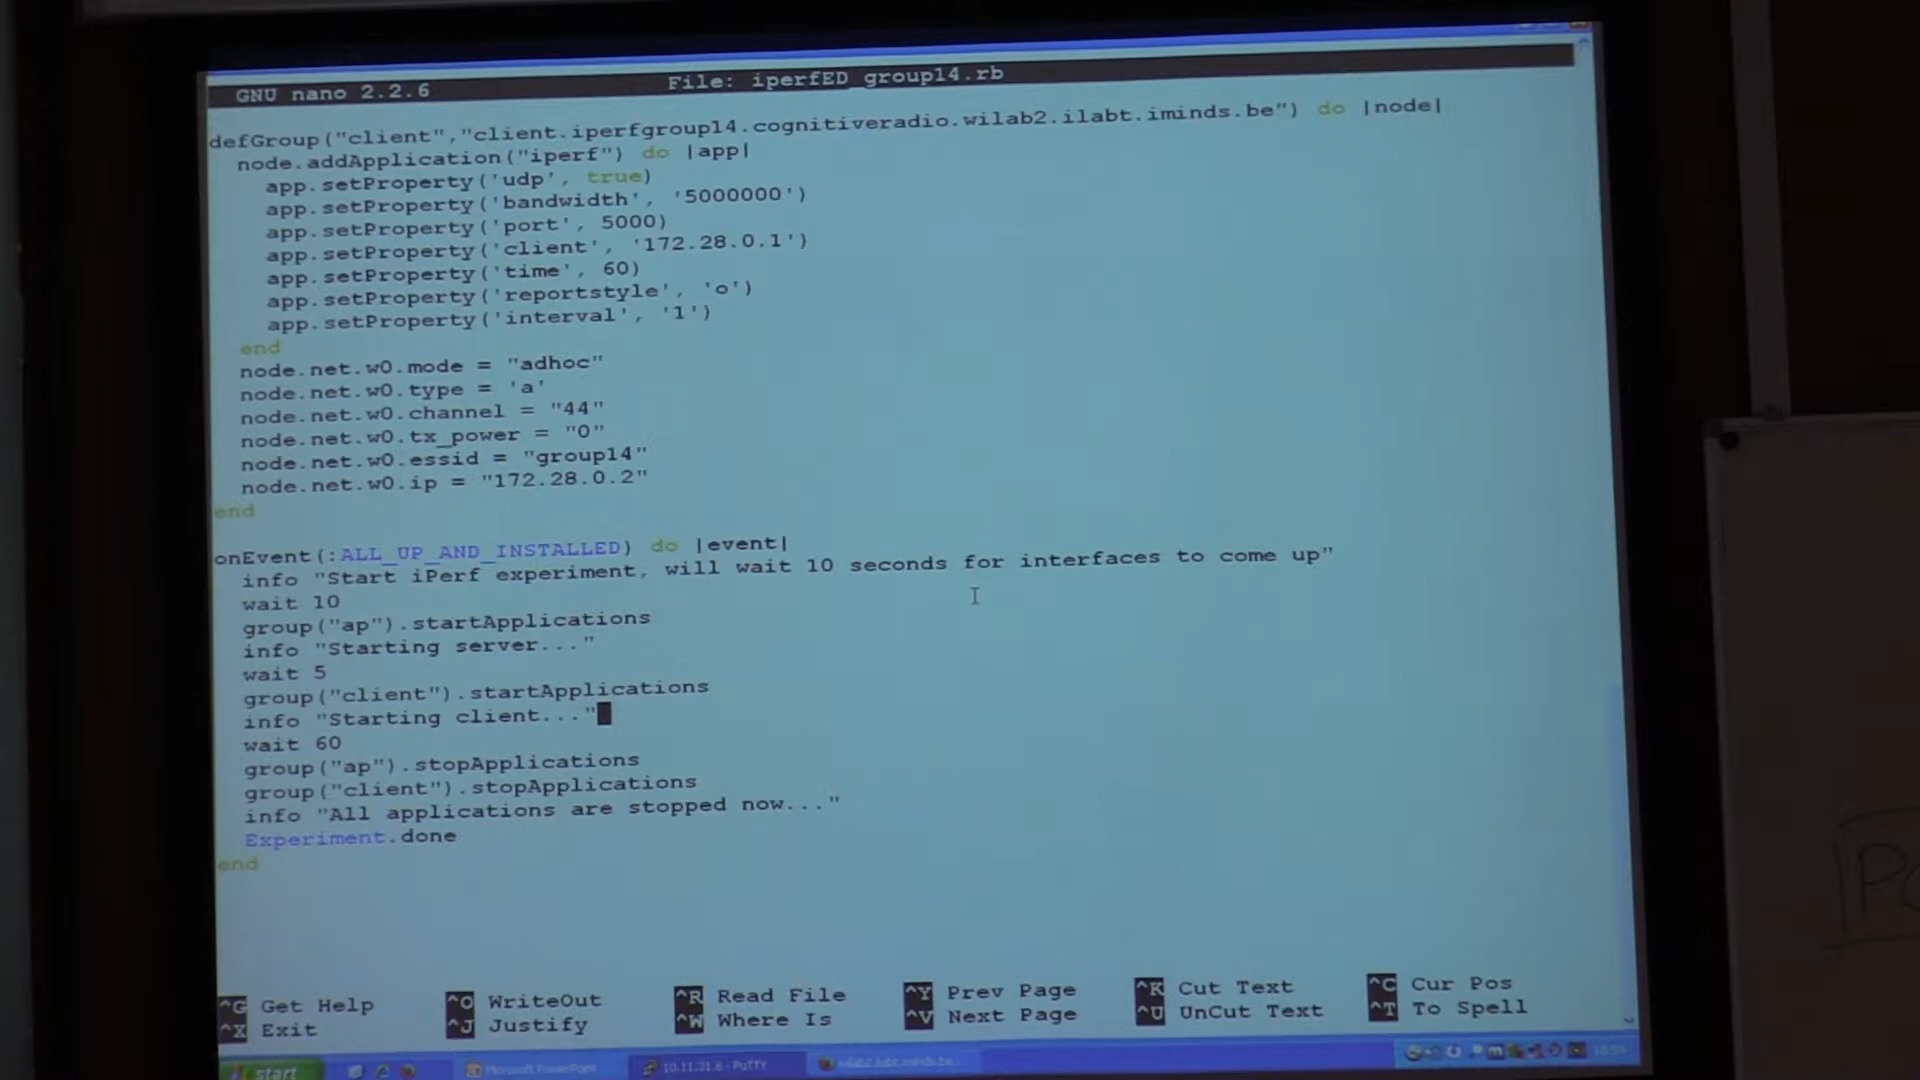 GNU nano 2.2.6 File: iperfED_group14.rb
defGroup("client","client.iperfgroup14.cognitiveradio.wilab2.ilabt.iminds.be") do |node|
node.addApplication("iperf") do |app|
app.setProperty('udp', true)
app.setProperty('bandwidth', '5000000')
app.setProperty('port', 5000)
app.setProperty('client', '172.28.0.1')
app.setProperty('time', 60)
app.setProperty('reportstyle', 'o')
app.setProperty('interval', '1')
end
node.net.w0.mode = "adhoc"
node.net.w0.type = 'a'
node.net.w0.channel = "44"
node.net.w0.tx_power = "0"
node.net.w0.essid = "group14"
node.net.w0.ip = "172.28.0.2"
end
onEvent(:ALL_UP_AND_INSTALLED) do |event|
info "Start iPerf experiment, will wait 10 seconds for interfaces to come up"
wait 10
group("ap").startApplications
info "Starting server..."
wait 5
group("client").startApplications
info "Starting client..."
wait 60
group("ap").stopApplications
group("client").stopApplications
info "All applications are stopped now..."
Experiment.done
end
^G Get Help ^O WriteOut ^R Read File ^Y Prev Page ^K Cut Text ^C Cur Pos
^X Exit ^J Justify ^W Where Is ^V Next Page ^U UnCut Text ^T To Spell
start Microsoft PowerPoint 10.11.31.6 - PuTTY